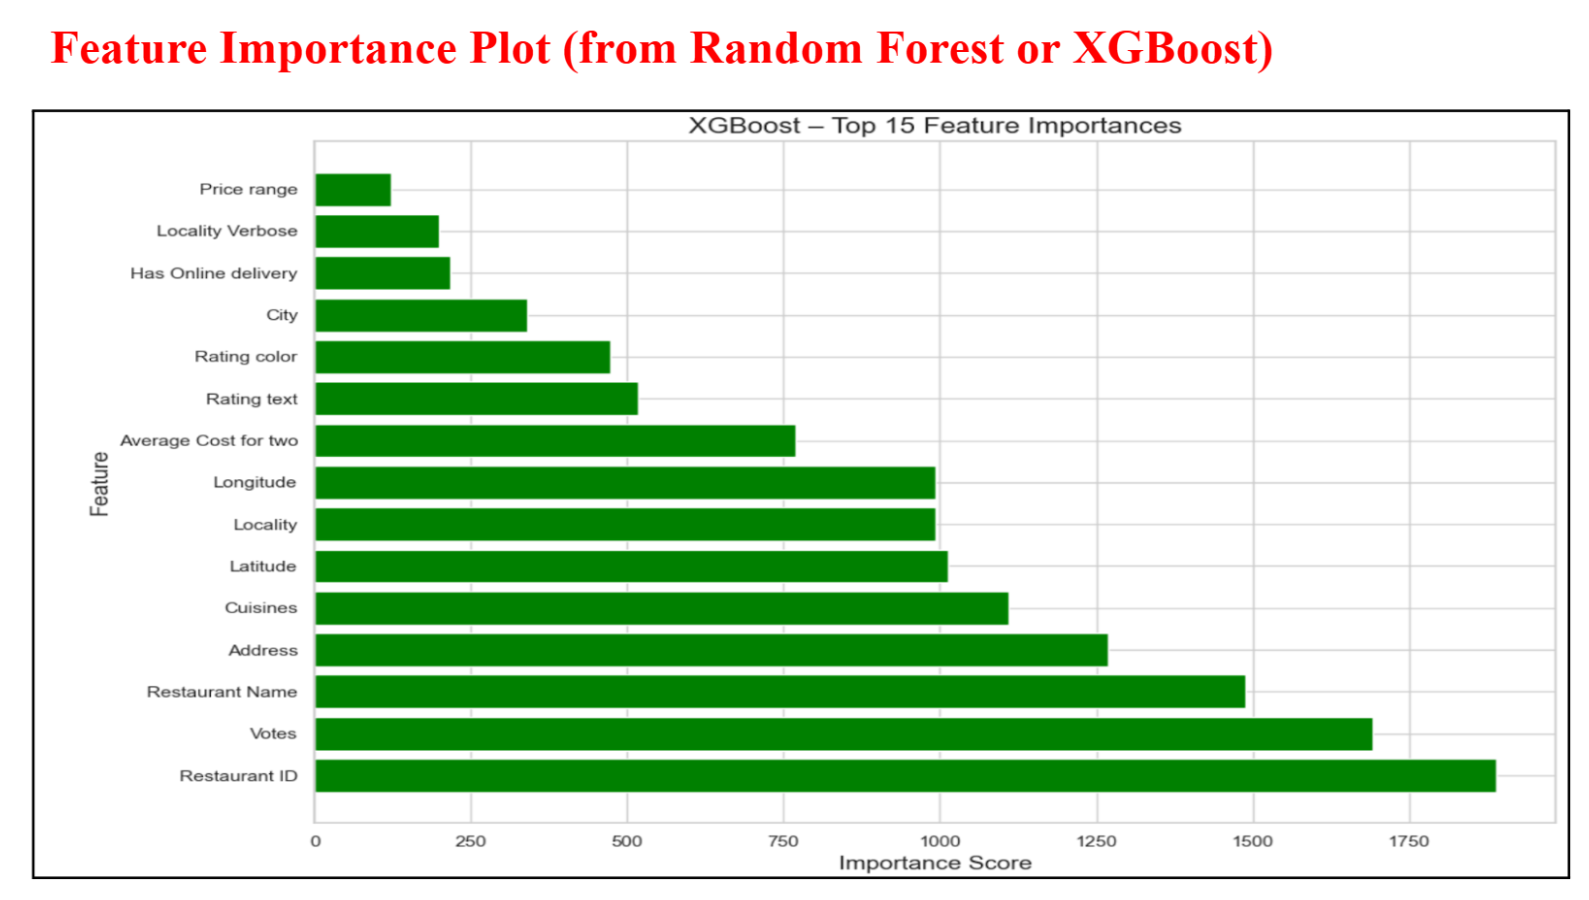 Feature Importance Plot (from Random Forest or XGBoost)
XGBoost – Top 15 Feature Importances
Price range
Locality Verbose
Has Online delivery
City
Rating color
Rating text
Average Cost for two
Longitude
Locality
Latitude
Cuisines
Address
Restaurant Name
Votes
Restaurant ID
Feature
0 250 500 750 1000 1250 1500 1750
Importance Score